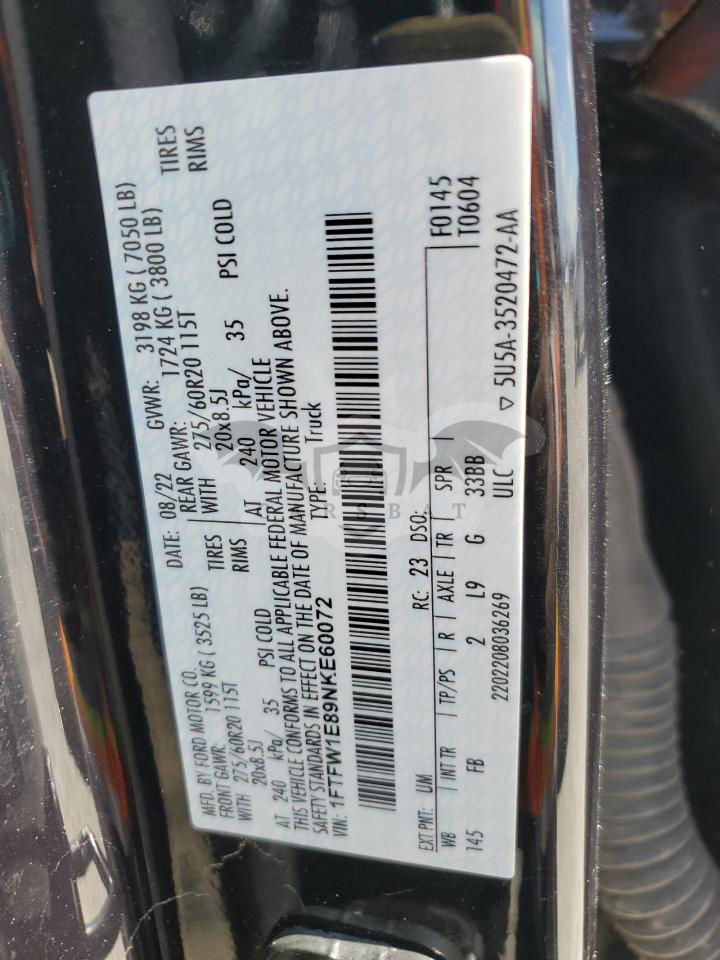 MFD. BY FORD MOTOR CO.
DATE: 08/22 GVWR: 3198 KG ( 7050 LB)
FRONT GAWR: 1599 KG ( 3525 LB) REAR GAWR: 1724 KG ( 3800 LB)
WITH 275/60R20 115T TIRES WITH 275/60R20 115T TIRES
20x8.5J RIMS 20x8.5J RIMS
AT 240 kPa/ 35 PSI COLD AT 240 kPa/ 35 PSI COLD
THIS VEHICLE CONFORMS TO ALL APPLICABLE FEDERAL MOTOR VEHICLE
SAFETY STANDARDS IN EFFECT ON THE DATE OF MANUFACTURE SHOWN ABOVE.
VIN: 1FTFW1E89NKE60072 TYPE: Truck
EXT PNT: UM RC: 23 DSO: F0145
WB INT TR TP/PS R AXLE TR SPR T0604
145 FB 2 L9 G 33BB
2202208036269 ULC ▽ 5U5A-3520472-AA
RSBAT